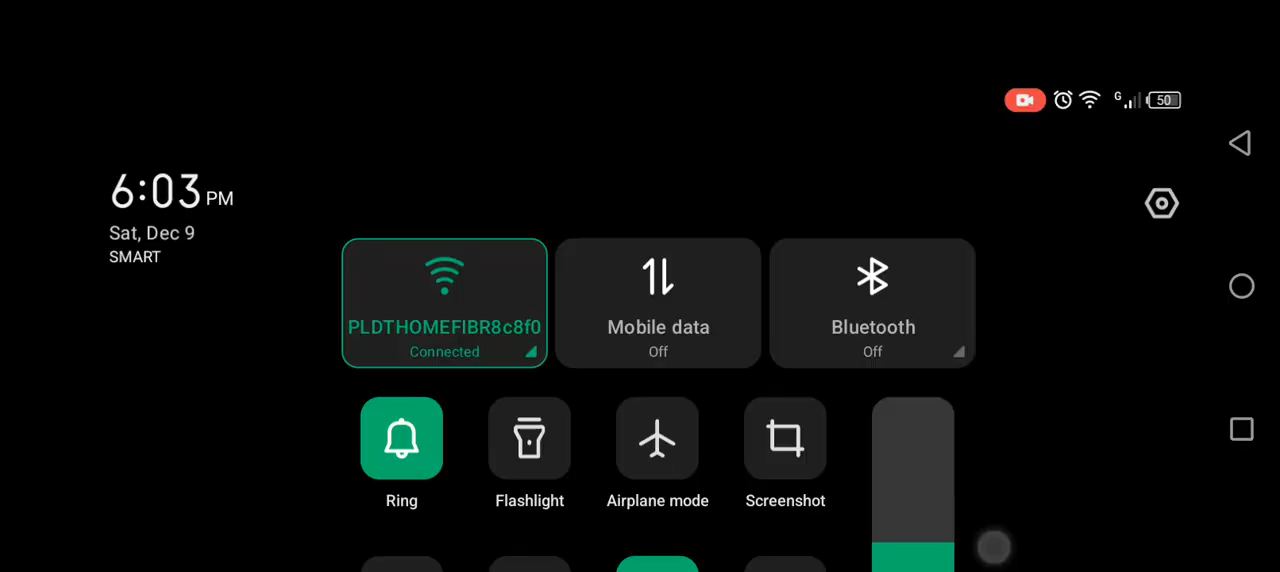 G
50
6:03 PM
Sat, Dec 9
SMART
PLDTHOMEFIBR8c8f0
Connected
Mobile data
Off
Bluetooth
Off
Ring
Flashlight
Airplane mode
Screenshot